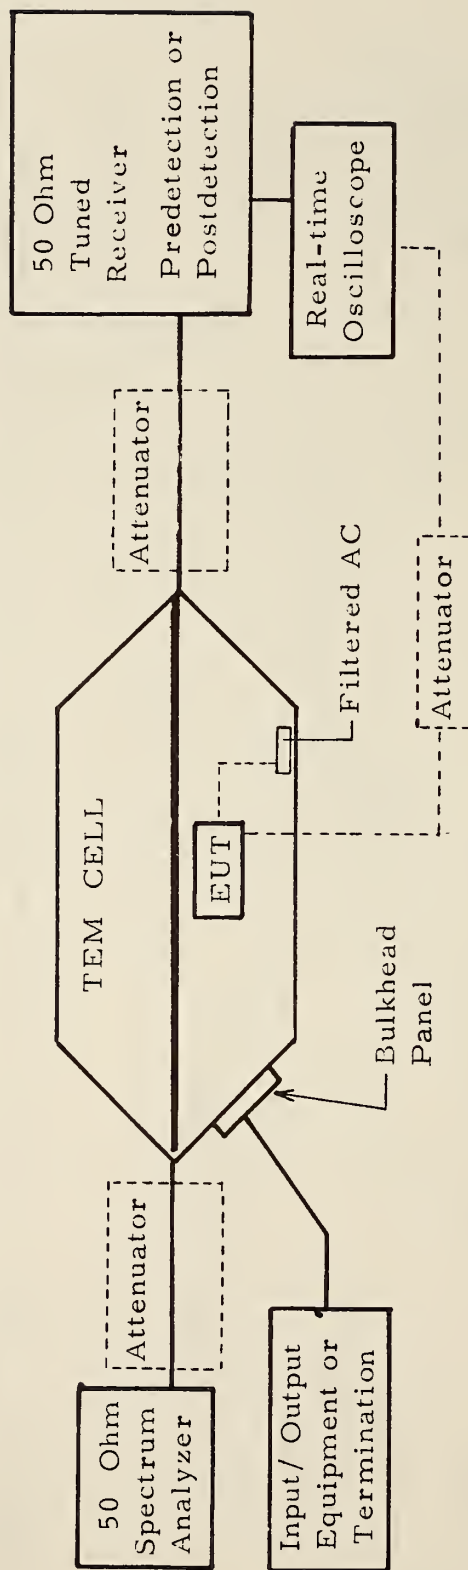 50 Ohm
Spectrum
Analyzer
Attenuator
Input/ Output
Equipment or
Termination
TEM CELL
EUT
Bulkhead
Panel
Filtered AC
Attenuator
Attenuator
50 Ohm
Tuned
Receiver
Predetection or
Postdetection
Real-time
Oscilloscope